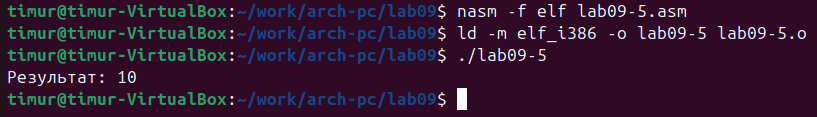 timur@timur-VirtualBox:~/work/arch-pc/lab09$ nasm -f elf lab09-5.asm
timur@timur-VirtualBox:~/work/arch-pc/lab09$ ld -m elf_i386 -o lab09-5 lab09-5.o
timur@timur-VirtualBox:~/work/arch-pc/lab09$ ./lab09-5
Результат: 10
timur@timur-VirtualBox:~/work/arch-pc/lab09$